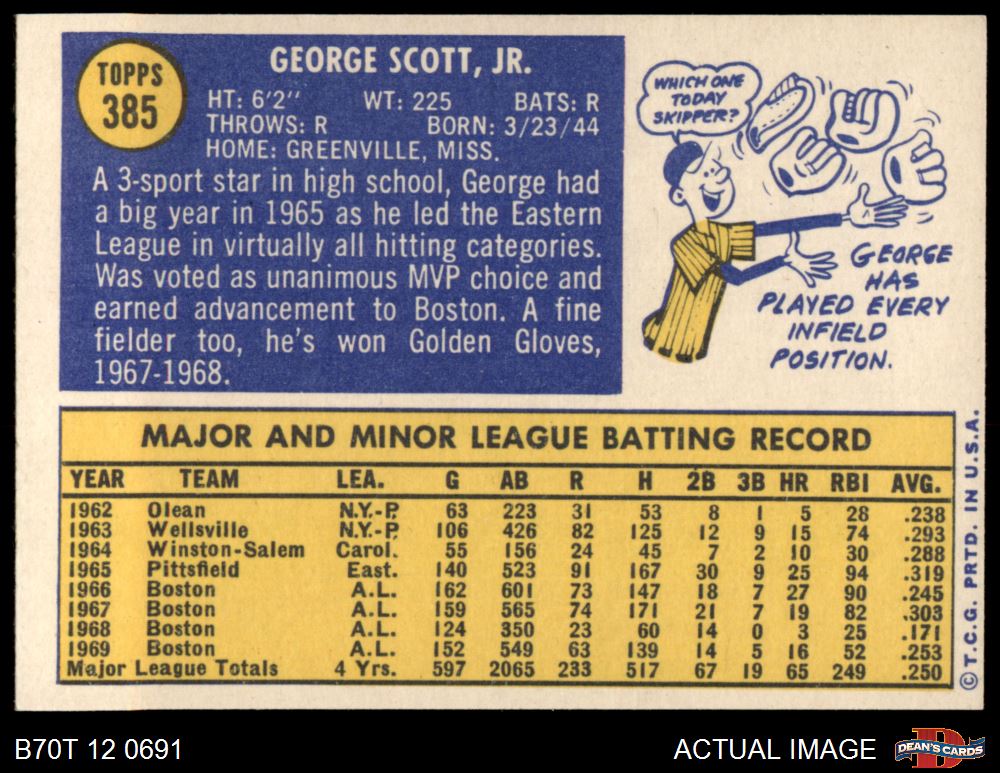 TOPPS
385
GEORGE SCOTT, JR.
HT: 6'2" WT: 225 BATS: R
THROWS: R BORN: 3/23/44
HOME: GREENVILLE, MISS.
A 3-sport star in high school, George had
a big year in 1965 as he led the Eastern
League in virtually all hitting categories.
Was voted as unanimous MVP choice and
earned advancement to Boston. A fine
fielder too, he's won Golden Gloves,
1967-1968.
WHICH ONE
TODAY
SKIPPER?
GEORGE
HAS
PLAYED EVERY
INFIELD
POSITION.
MAJOR AND MINOR LEAGUE BATTING RECORD
YEAR TEAM LEA. G AB R H 2B 3B HR RBI AVG.
1962 Olean N.Y.-P. 63 223 31 53 8 1 5 28 .238
1963 Wellsville N.Y.-P. 106 426 82 125 12 9 15 74 .293
1964 Winston-Salem Carol. 55 156 24 45 7 2 10 30 .288
1965 Pittsfield East. 140 523 91 167 30 9 25 94 .319
1966 Boston A.L. 162 601 73 147 18 7 27 90 .245
1967 Boston A.L. 159 565 74 171 21 7 19 82 .303
1968 Boston A.L. 124 350 23 60 14 0 3 25 .171
1969 Boston A.L. 152 549 63 139 14 5 16 52 .253
Major League Totals 4 Yrs. 597 2065 233 517 67 19 65 249 .250
©T.C.G. PRTD. IN U.S.A.
B70T 12 0691
ACTUAL IMAGE
D
DEAN'S CARDS